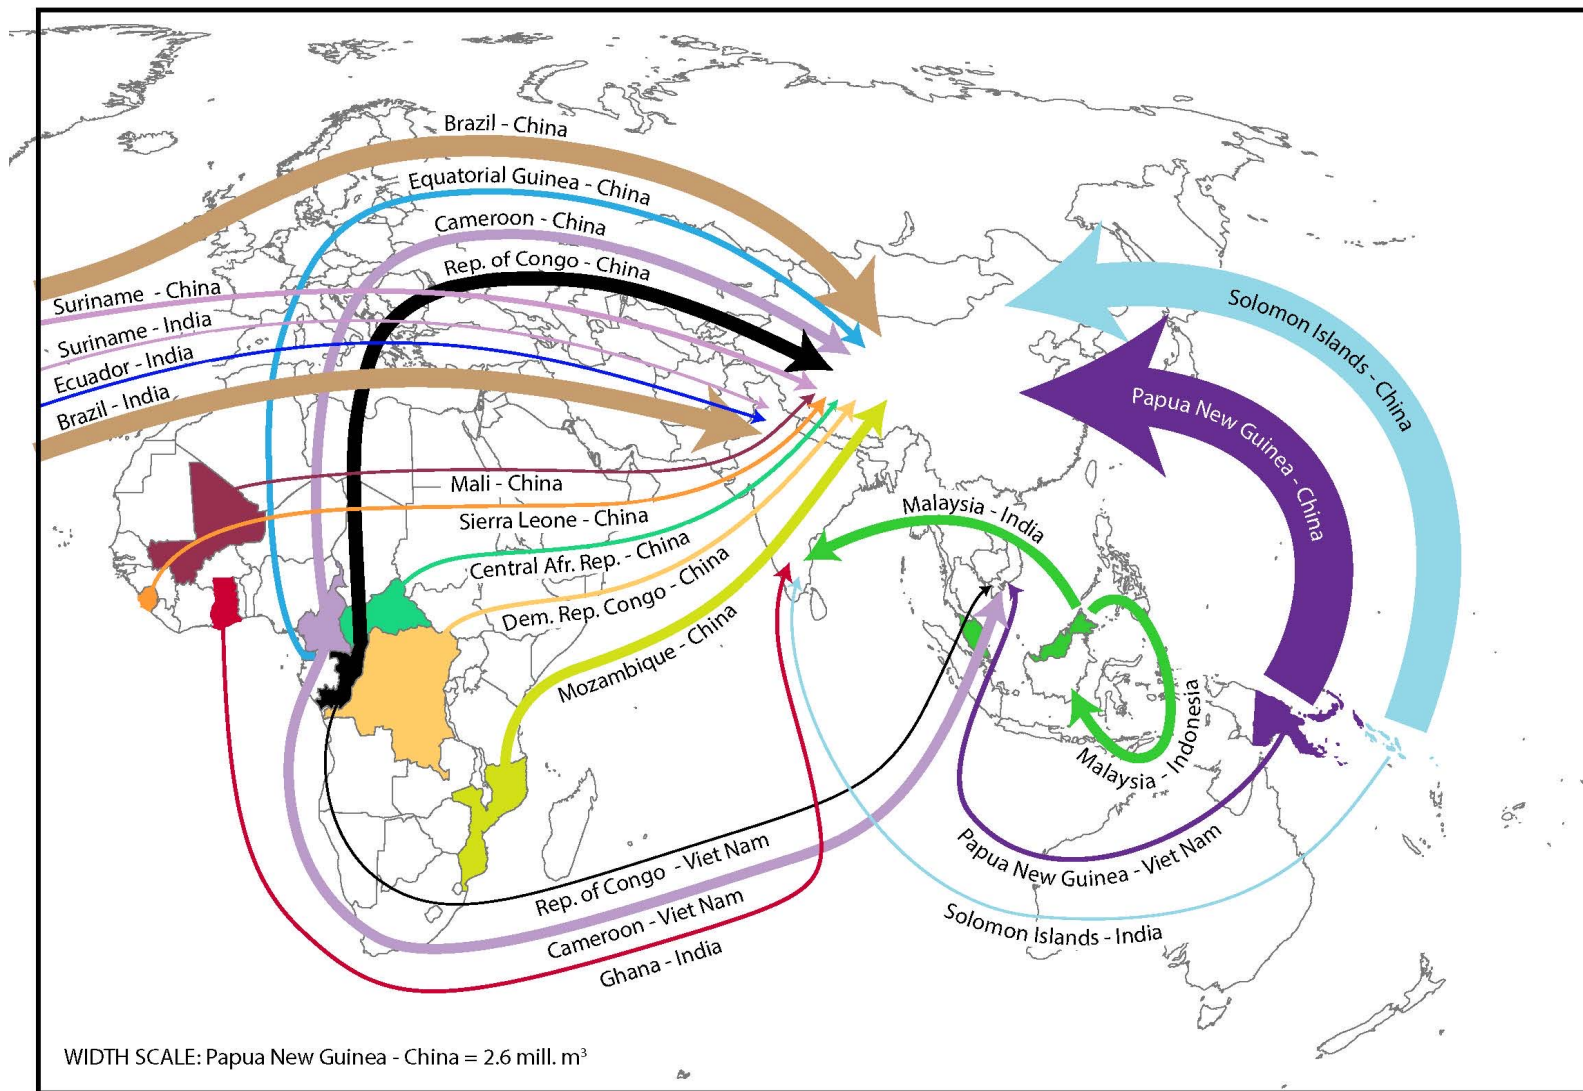 Brazil - China
Equatorial Guinea - China
Cameroon - China
Rep. of Congo - China
Suriname - China
Suriname - India
Ecuador - India
Brazil - India
Solomon Islands - China
Papua New Guinea - China
Mali - China
Sierra Leone - China
Central Afr. Rep. - China
Dem. Rep. Congo - China
Mozambique - China
Malaysia - India
Malaysia - Indonesia
Rep. of Congo - Viet Nam
Cameroon - Viet Nam
Ghana - India
Papua New Guinea - Viet Nam
Solomon Islands - India
WIDTH SCALE: Papua New Guinea - China = 2.6 mill. m³